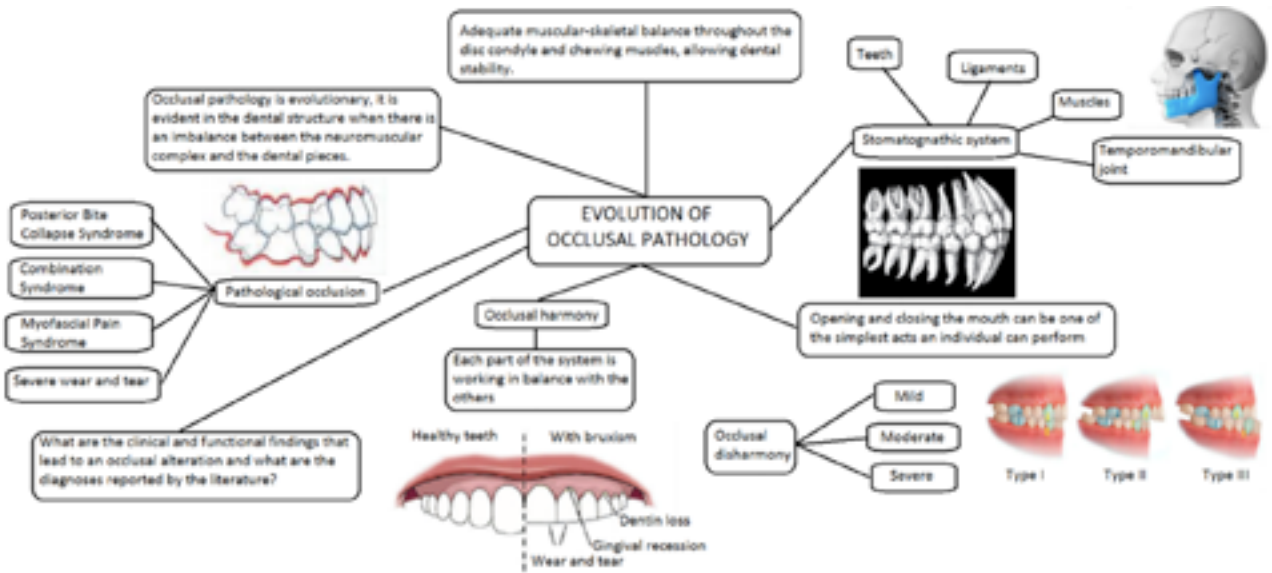 Adequate muscular-skeletal balance throughout the
disc condyle and chewing muscles, allowing dental
stability.
Teeth
Ligaments
Muscles
Stomatognathic system
Temporomandibular
joint
Occlusal pathology is evolutionary, it is
evident in the dental structure when there is
an imbalance between the neuromuscular
complex and the dental pieces.
EVOLUTION OF
OCCLUSAL PATHOLOGY
Posterior Bite
Collapse Syndrome
Combination
Syndrome
Pathological occlusion
Myofascial Pain
Syndrome
Severe wear and tear
Occlusal harmony
Each part of the system is
working in balance with the
others
Opening and closing the mouth can be one of
the simplest acts an individual can perform
What are the clinical and functional findings that
lead to an occlusal alteration and what are the
diagnoses reported by the literature?
Healthy teeth
With bruxism
Dentin loss
Gingival recession
Wear and tear
Occlusal
disharmony
Mild
Moderate
Severe
Type I
Type II
Type III